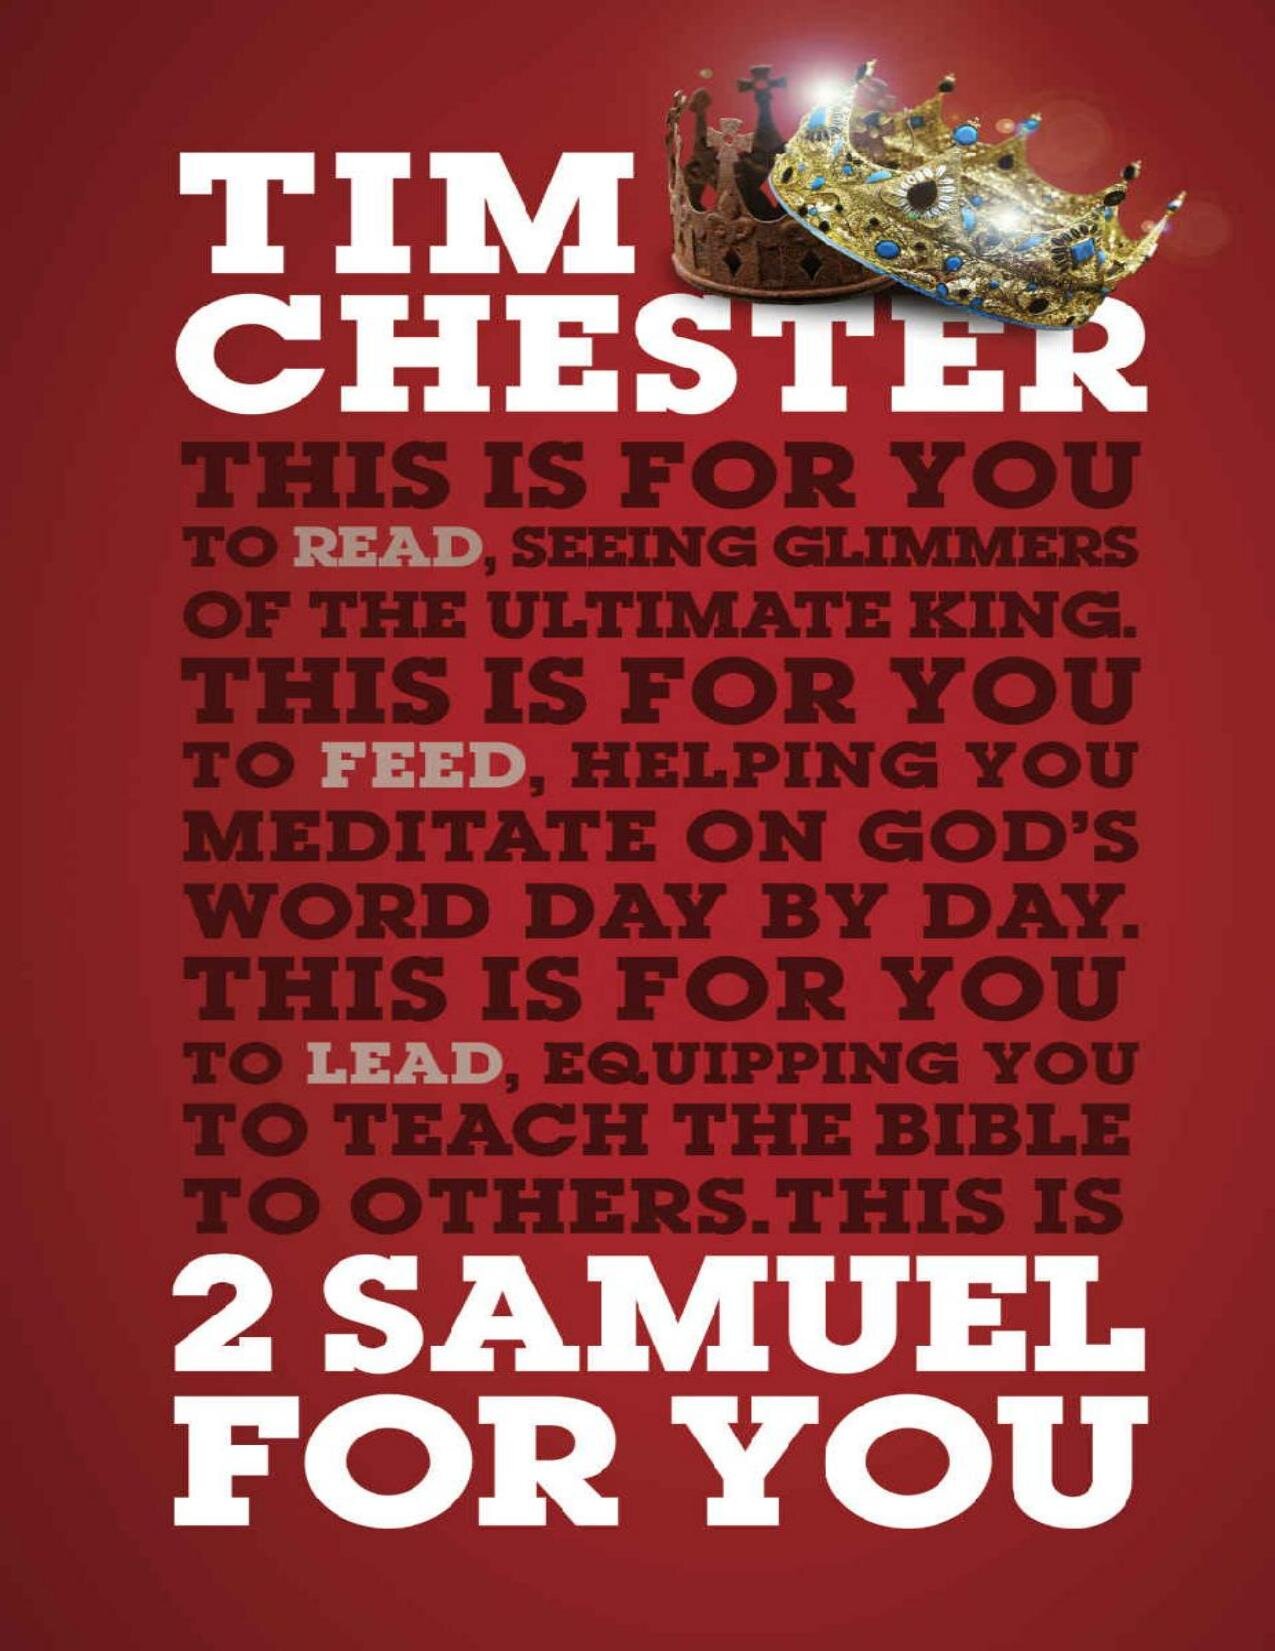 TIM
CHESTER
THIS IS FOR YOU
TO READ, SEEING GLIMMERS
OF THE ULTIMATE KING.
THIS IS FOR YOU
TO FEED, HELPING YOU
MEDITATE ON GOD'S
WORD DAY BY DAY.
THIS IS FOR YOU
TO LEAD, EQUIPPING YOU
TO TEACH THE BIBLE
TO OTHERS.THIS IS
2 SAMUEL
FOR YOU